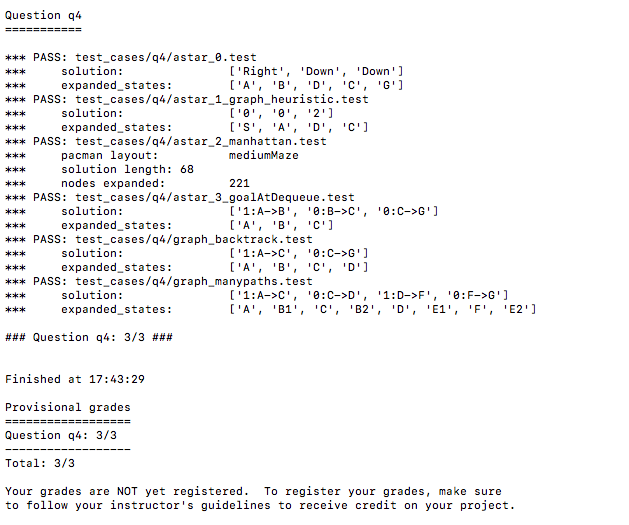 Question q4
===========
*** PASS: test_cases/q4/astar_0.test
***     solution:               ['Right', 'Down', 'Down']
***     expanded_states:        ['A', 'B', 'D', 'C', 'G']
*** PASS: test_cases/q4/astar_1_graph_heuristic.test
***     solution:               ['0', '0', '2']
***     expanded_states:        ['S', 'A', 'D', 'C']
*** PASS: test_cases/q4/astar_2_manhattan.test
***     pacman layout:          mediumMaze
***     solution length: 68
***     nodes expanded:         221
*** PASS: test_cases/q4/astar_3_goalAtDequeue.test
***     solution:               ['1:A->B', '0:B->C', '0:C->G']
***     expanded_states:        ['A', 'B', 'C']
*** PASS: test_cases/q4/graph_backtrack.test
***     solution:               ['1:A->C', '0:C->G']
***     expanded_states:        ['A', 'B', 'C', 'D']
*** PASS: test_cases/q4/graph_manypaths.test
***     solution:               ['1:A->C', '0:C->D', '1:D->F', '0:F->G']
***     expanded_states:        ['A', 'B1', 'C', 'B2', 'D', 'E1', 'F', 'E2']
### Question q4: 3/3 ###
Finished at 17:43:29
Provisional grades
==================
Question q4: 3/3
------------------
Total: 3/3
Your grades are NOT yet registered.  To register your grades, make sure
to follow your instructor's guidelines to receive credit on your project.